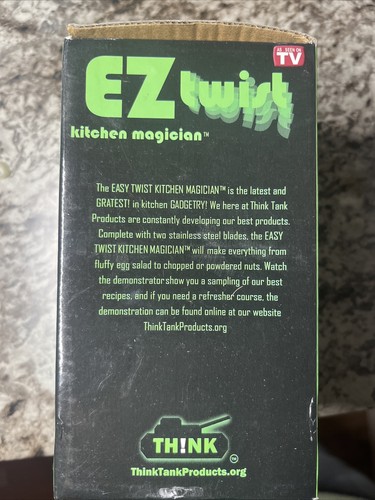 AS SEEN ON
TV
EZ twist
kitchen magician™
The EASY TWIST KITCHEN MAGICIAN™ is the latest and
GRATEST! in kitchen GADGETRY! We here at Think Tank
Products are constantly developing our best products.
Complete with two stainless steel blades, the EASY
TWIST KITCHEN MAGICIAN™ will make everything from
fluffy egg salad to chopped or powdered nuts. Watch
the demonstrator show you a sampling of our best
recipes, and if you need a refresher course, the
demonstration can be found online at our website
ThinkTankProducts.org
TH!NK
™
ThinkTankProducts.org